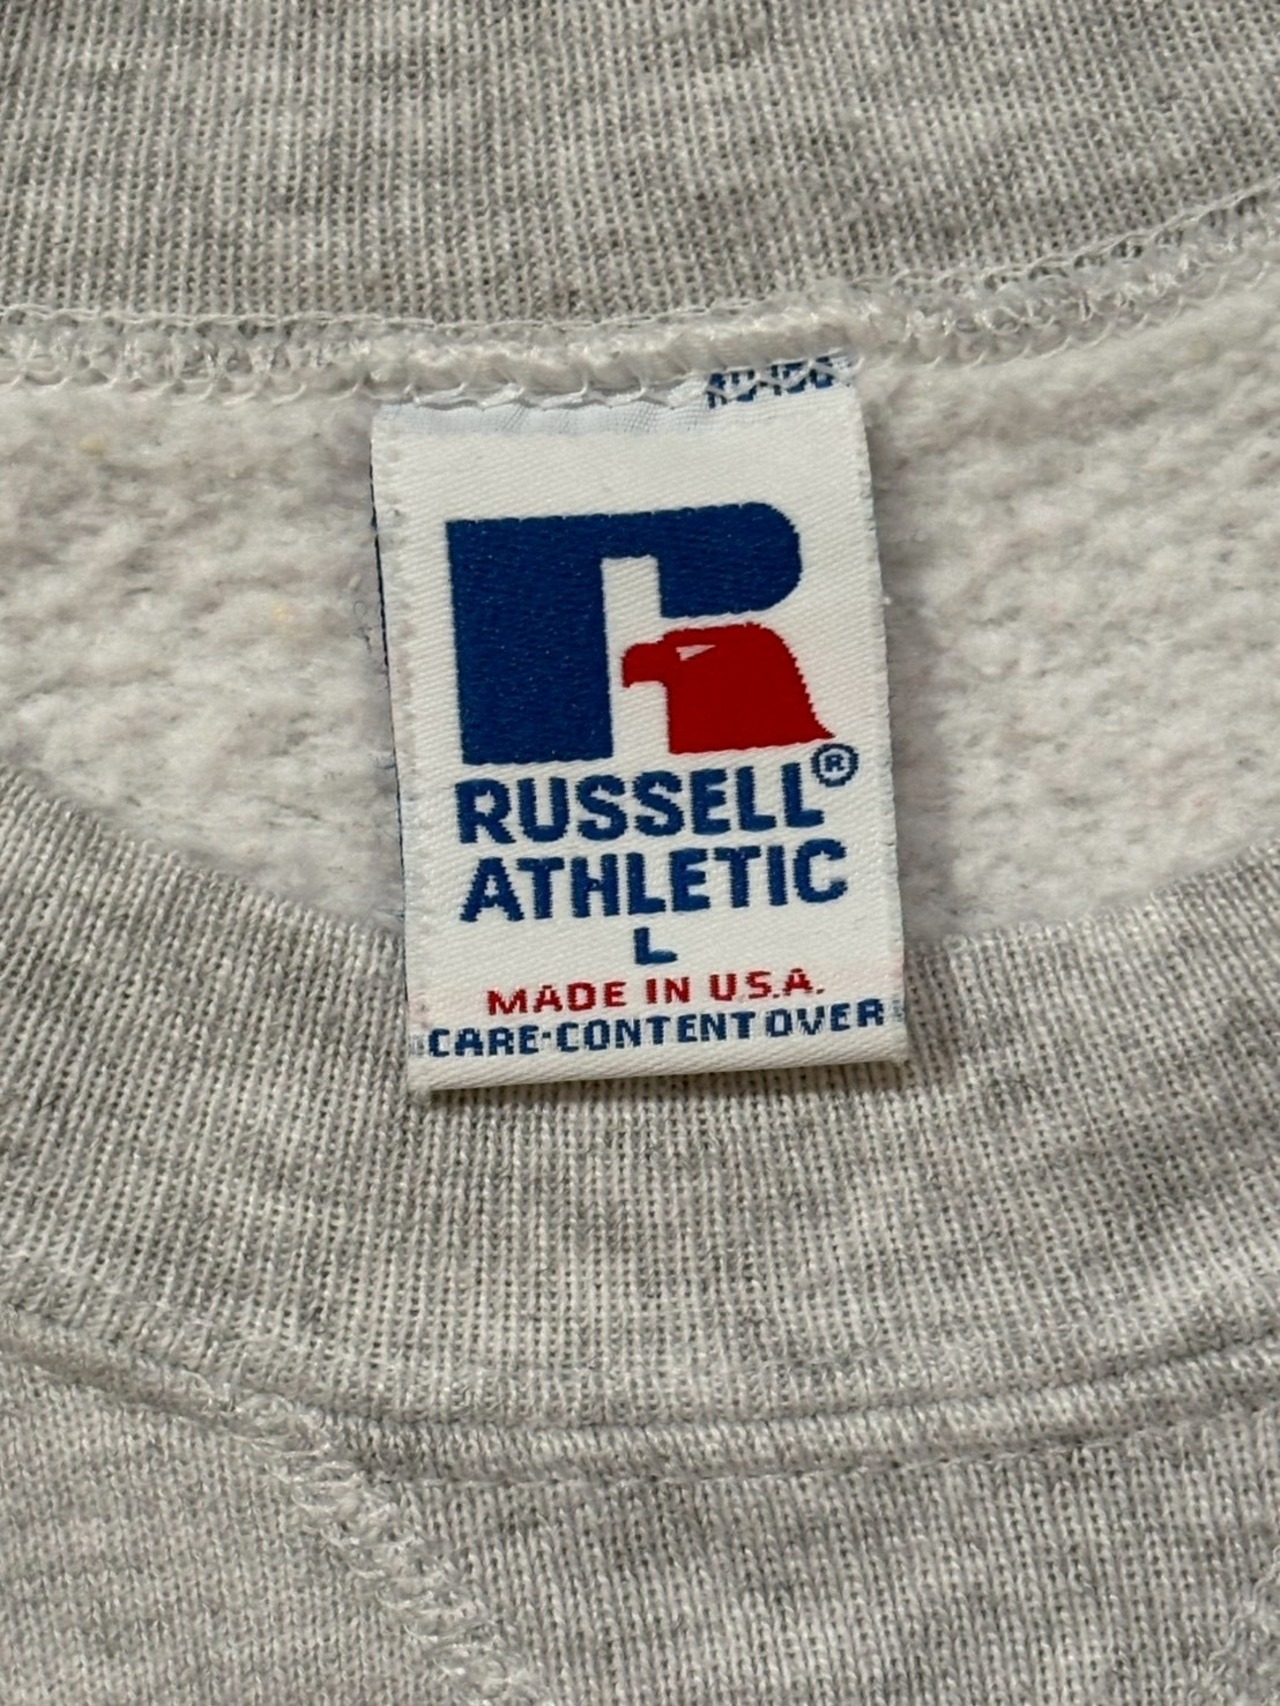 R
RUSSELL®
ATHLETIC
L
MADE IN U.S.A.
CARE-CONTENT OVER